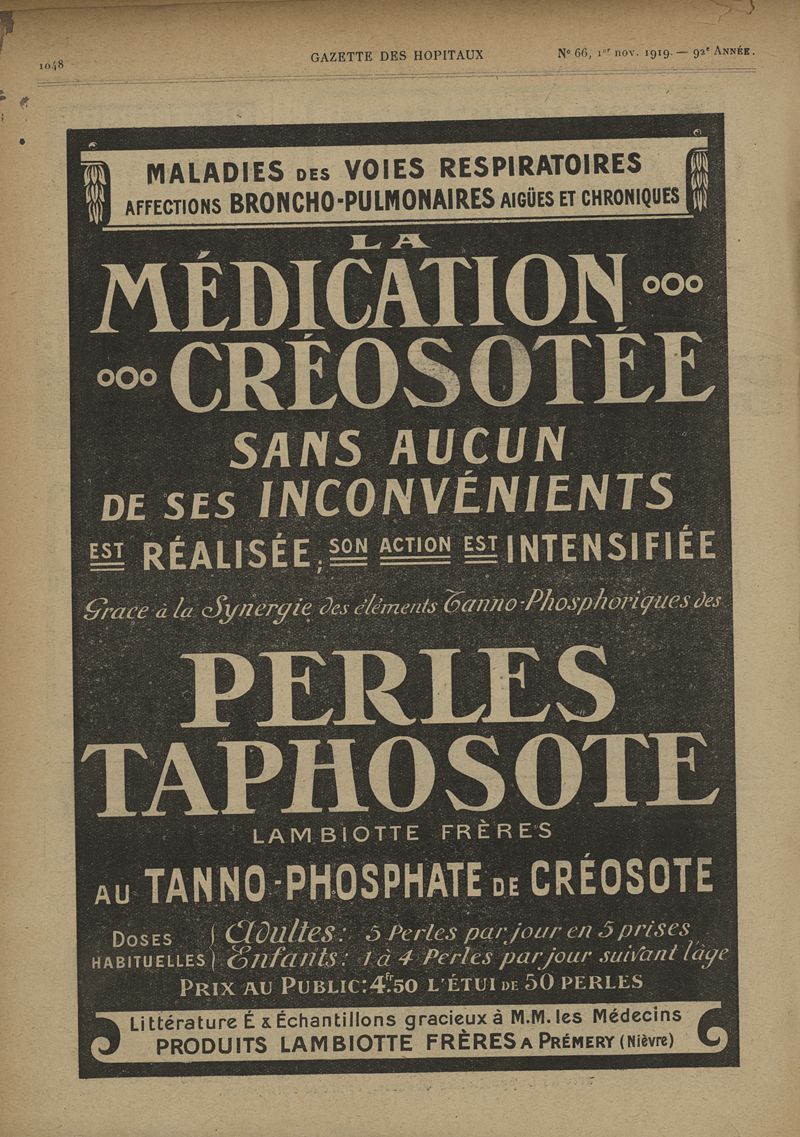 1048
GAZETTE DES HOPITAUX
N° 66, 1er nov. 1919. — 92e ANNÉE.
MALADIES DES VOIES RESPIRATOIRES
AFFECTIONS BRONCHO-PULMONAIRES AIGÜES ET CHRONIQUES
LA
MÉDICATION
CRÉOSOTÉE
SANS AUCUN
DE SES INCONVÉNIENTS
EST RÉALISÉE; SON ACTION EST INTENSIFIÉE
Grace à la Synergie des éléments Tanno-Phosphoriques des
PERLES
TAPHOSOTE
LAMBIOTTE FRÈRES
AU TANNO-PHOSPHATE DE CRÉOSOTE
DOSES HABITUELLES
Adultes: 5 Perles par jour en 5 prises
Enfants: 1 à 4 Perles par jour suivant l'âge
PRIX AU PUBLIC: 4fr.50 L'ÉTUI DE 50 PERLES
Littérature É & Échantillons gracieux à M.M. les Médecins
PRODUITS LAMBIOTTE FRÈRES A PRÉMERY (Nièvre)